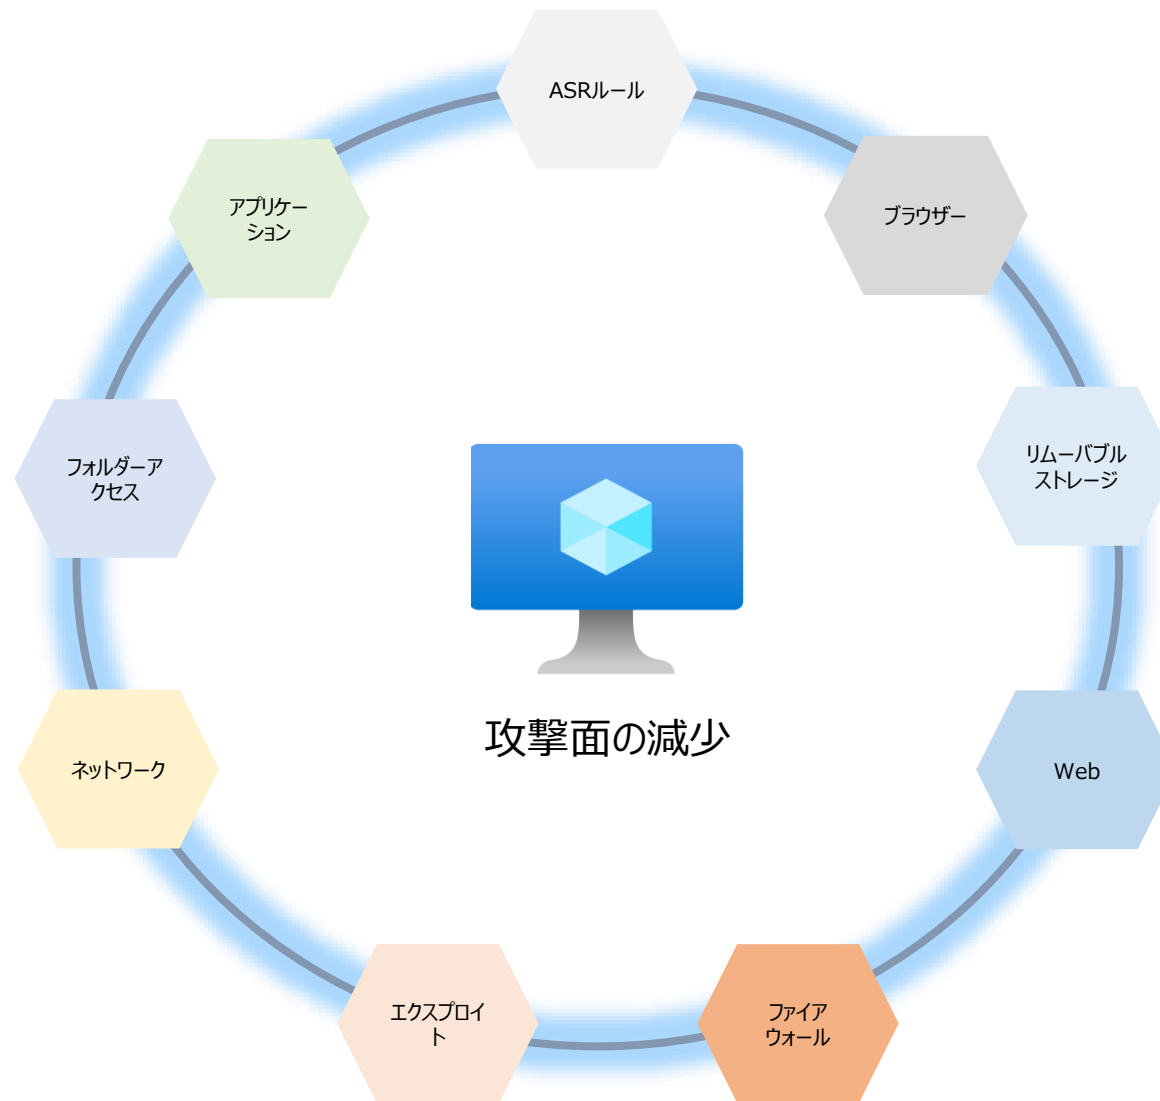 ASRルール
アプリケー
ション
ブラウザー
フォルダーア
クセス
リムーバブル
ストレージ
攻撃面の減少
ネットワーク
Web
エクスプロイ
ト
ファイア
ウォール